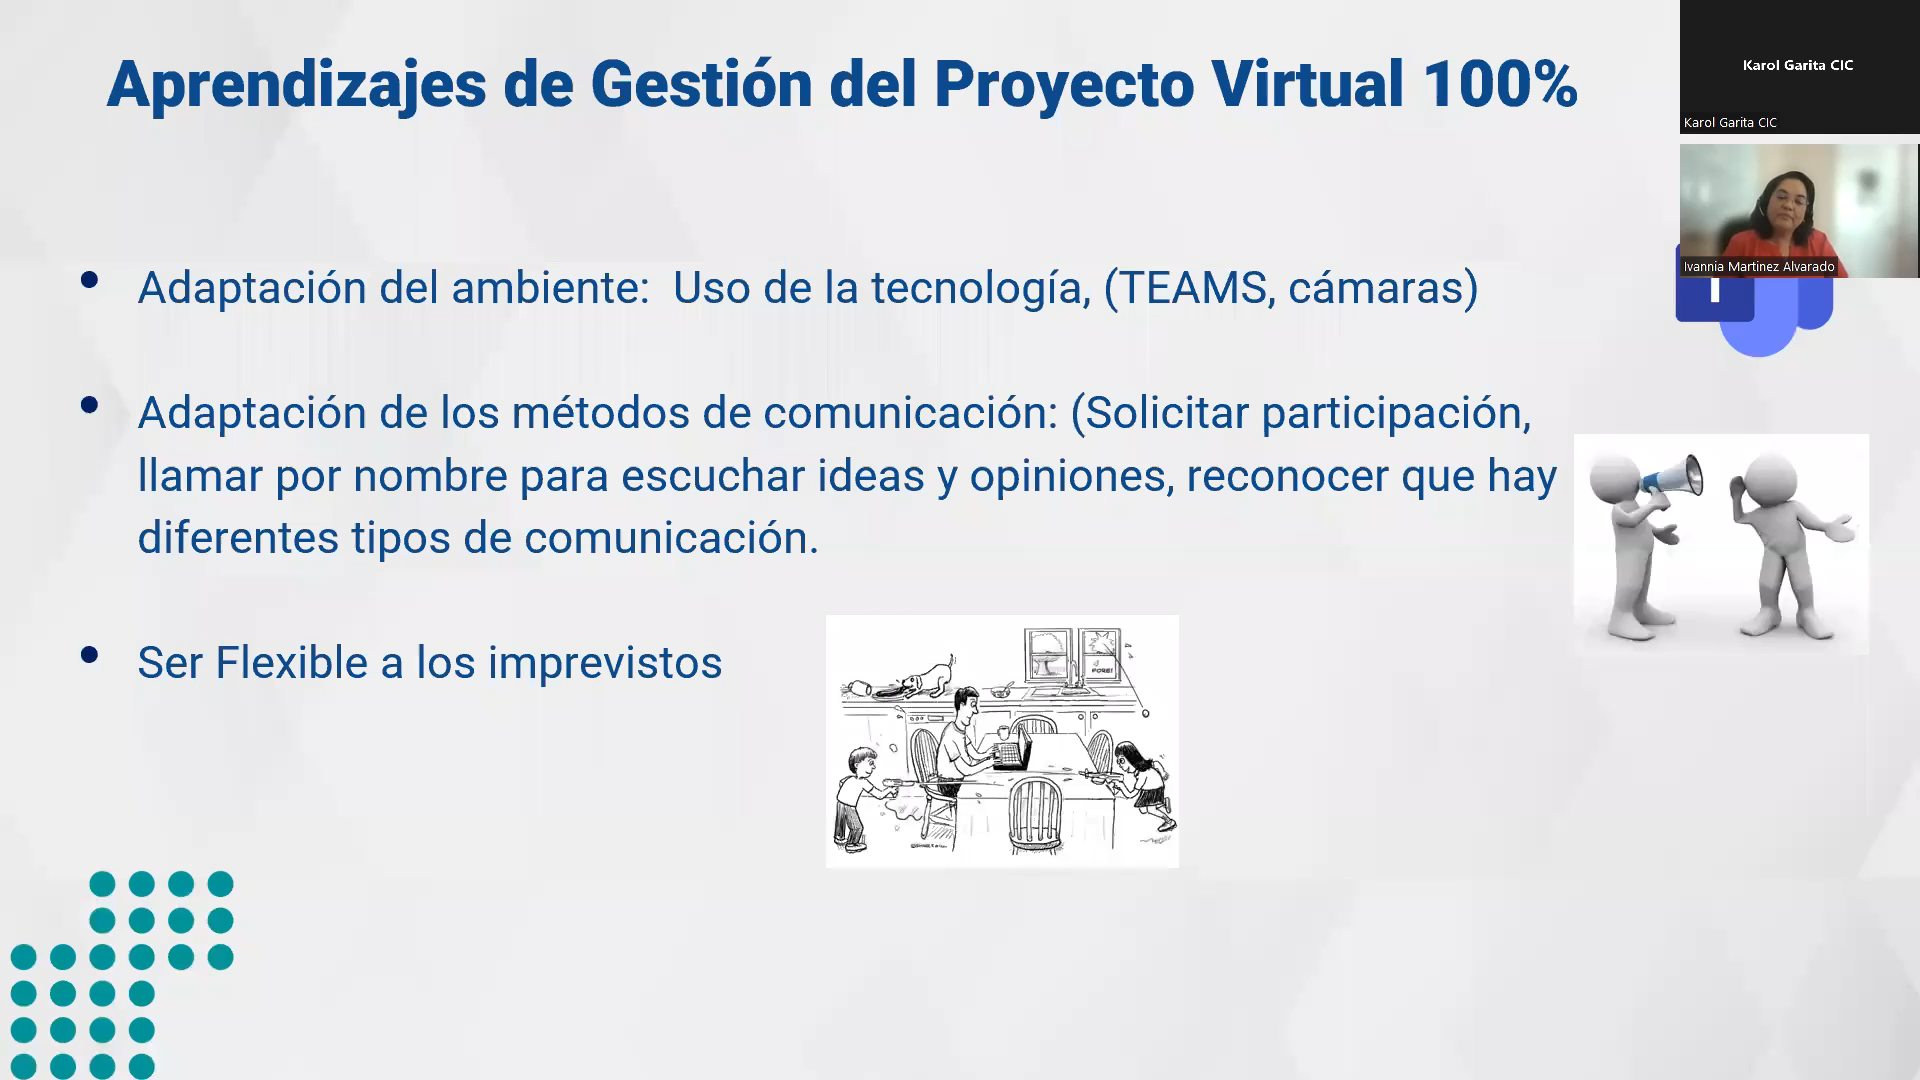 Aprendizajes de Gestión del Proyecto Virtual 100%
Karol Garita CIC
Karol Garita CIC
Ivannia Martinez Alvarado
• Adaptación del ambiente:  Uso de la tecnología, (TEAMS, cámaras)
• Adaptación de los métodos de comunicación: (Solicitar participación,
llamar por nombre para escuchar ideas y opiniones, reconocer que hay
diferentes tipos de comunicación.
• Ser Flexible a los imprevistos
FORE!